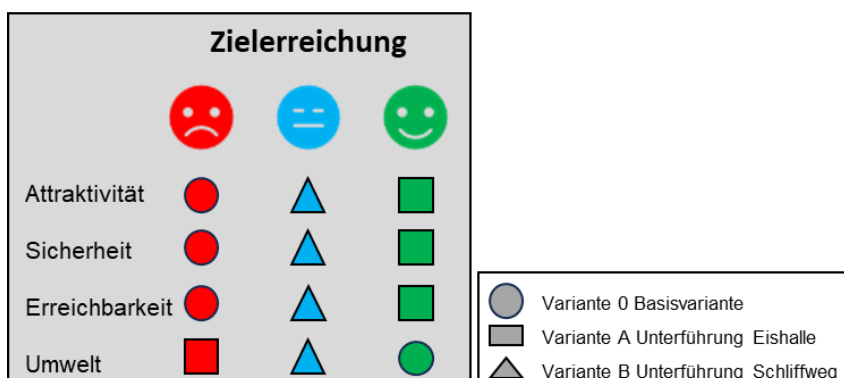 Zielerreichung
Attraktivität
Sicherheit
Erreichbarkeit
Umwelt
Variante 0 Basisvariante
Variante A Unterführung Eishalle
Variante B Unterführung Schliffweg